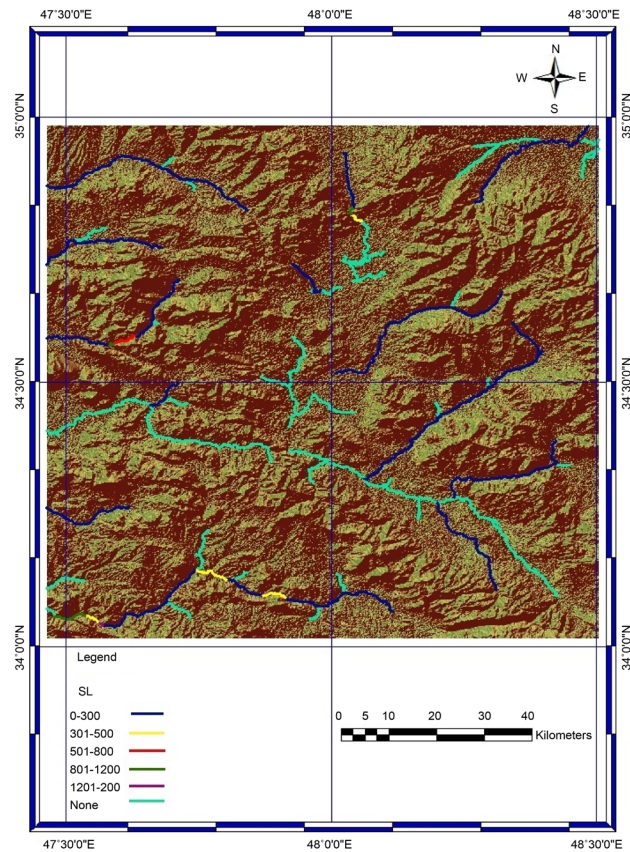 47°30'0"E 48°0'0"E 48°30'0"E
N
W E
S
35°0'0"N 35°0'0"N
34°30'0"N 34°30'0"N
34°0'0"N 34°0'0"N
Legend
SL
0-300
301-500
501-800
801-1200
1201-200
None
0 5 10 20 30 40
Kilometers
47°30'0"E 48°0'0"E 48°30'0"E